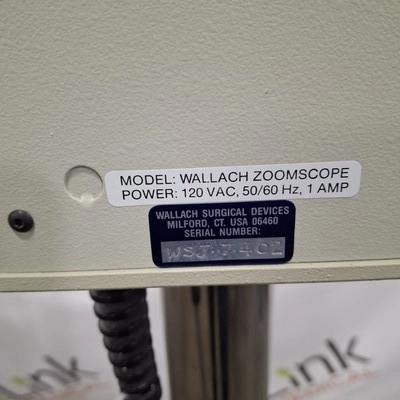 MODEL: WALLACH ZOOMSCOPE
POWER: 120 VAC, 50/60 Hz, 1 AMP
WALLACH SURGICAL DEVICES
MILFORD, CT. USA 06460
SERIAL NUMBER: